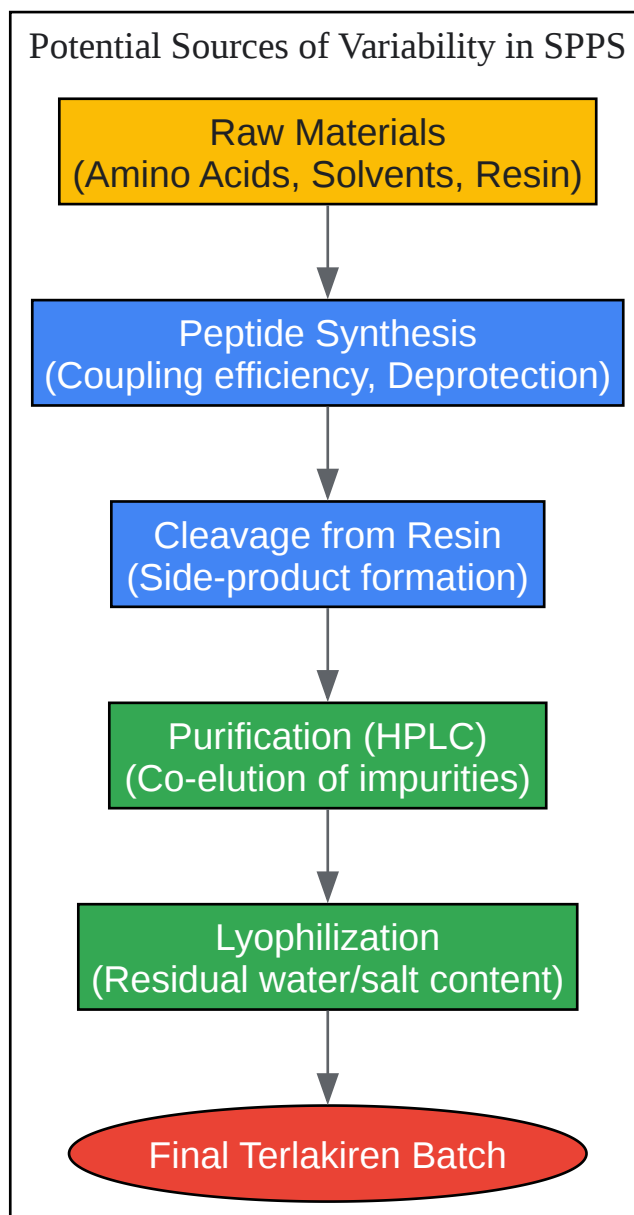 Potential Sources of Variability in SPPS
Raw Materials
(Amino Acids, Solvents, Resin)
Peptide Synthesis
(Coupling efficiency, Deprotection)
Cleavage from Resin
(Side-product formation)
Purification (HPLC)
(Co-elution of impurities)
Lyophilization
(Residual water/salt content)
Final Terlakiren Batch